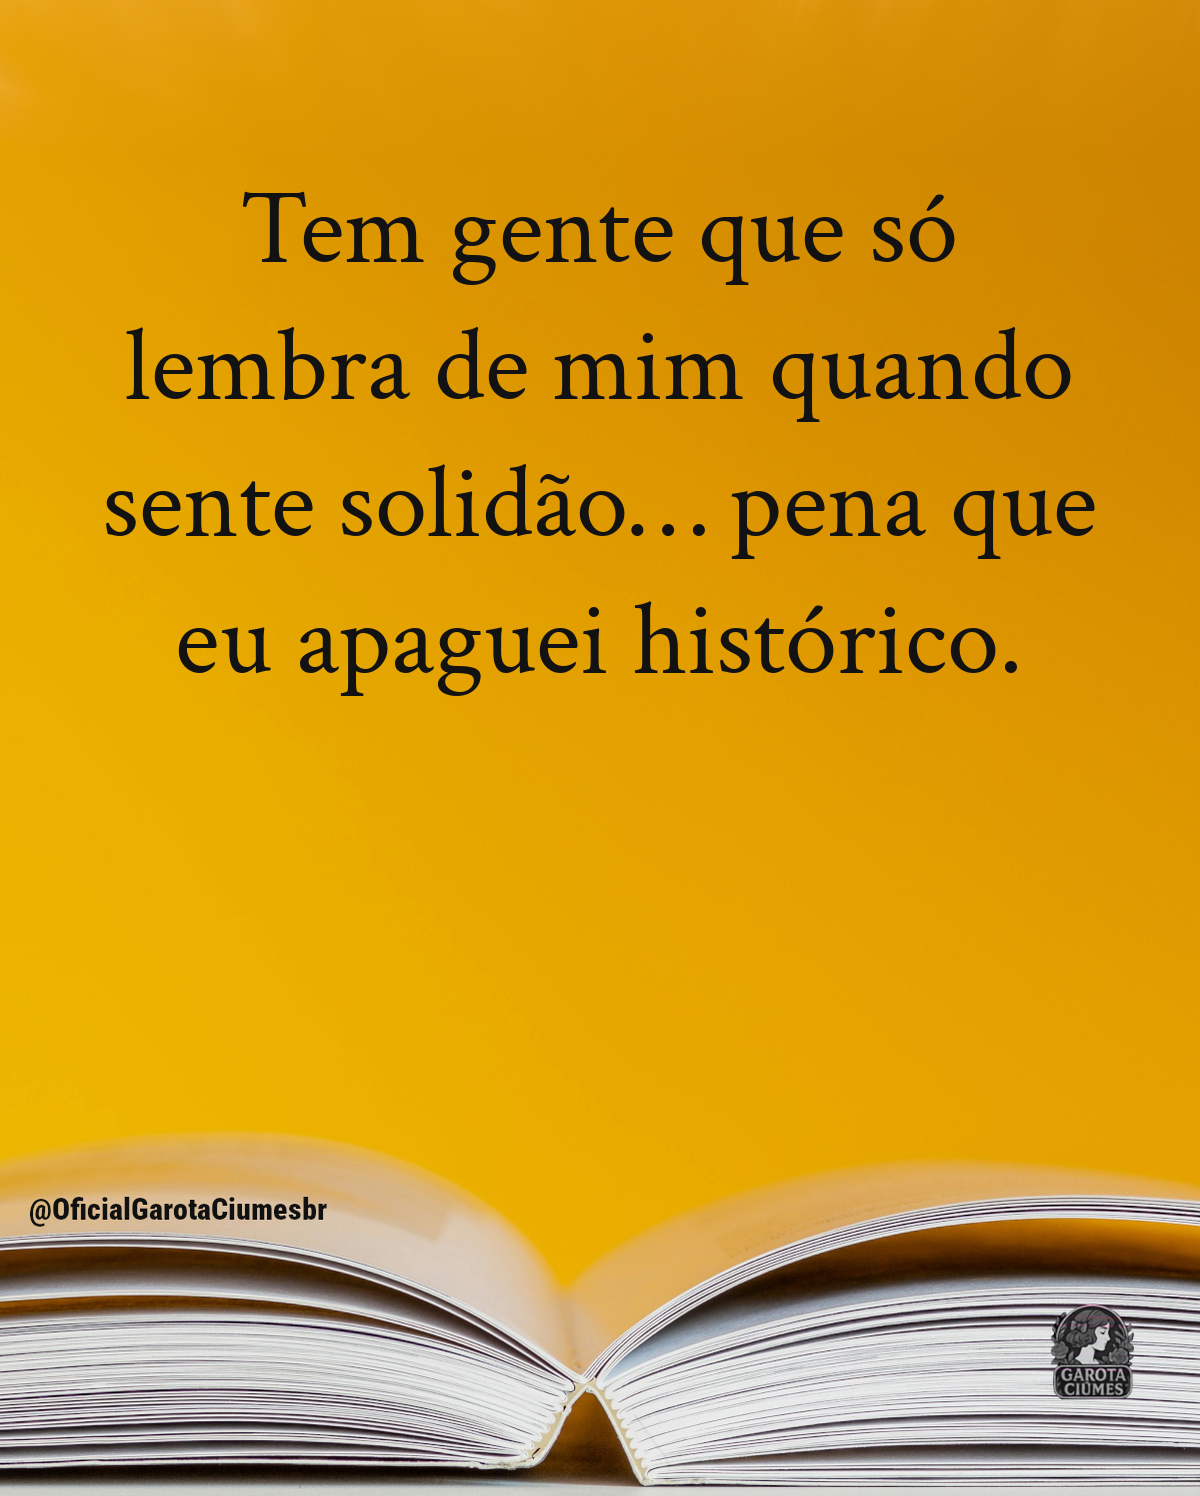 Tem gente que só
lembra de mim quando
sente solidão... pena que
eu apaguei histórico.
@OficialGarotaCiumesbr
GAROTA
CIÚMES